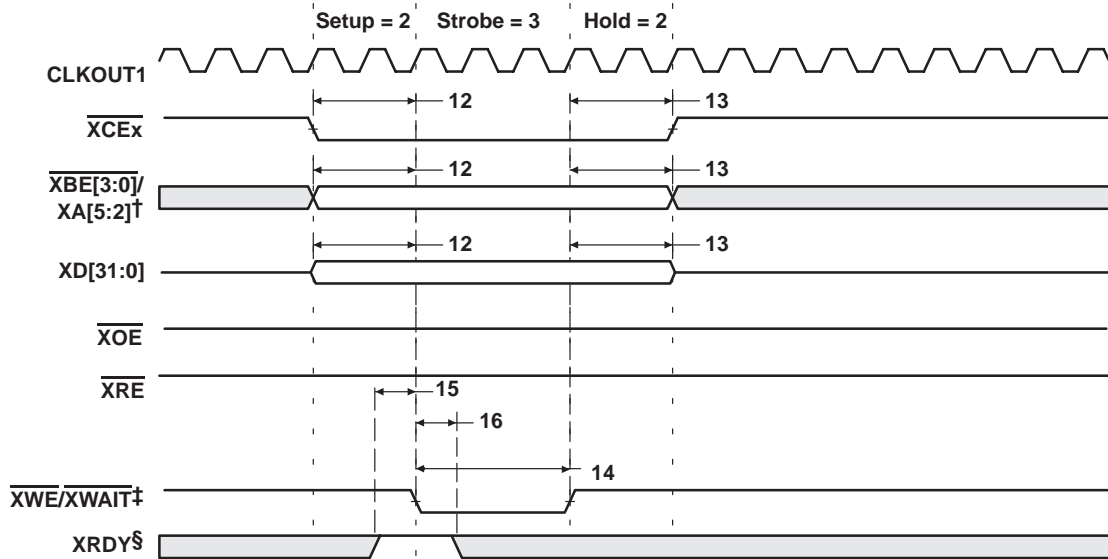 Setup = 2 Strobe = 3 Hold = 2
CLKOUT1
12 13
XCEx
12 13
XBE[3:0]/
XA[5:2]†
12 13
XD[31:0]
XOE
XRE
15
16
14
XWE/XWAIT‡
XRDY§